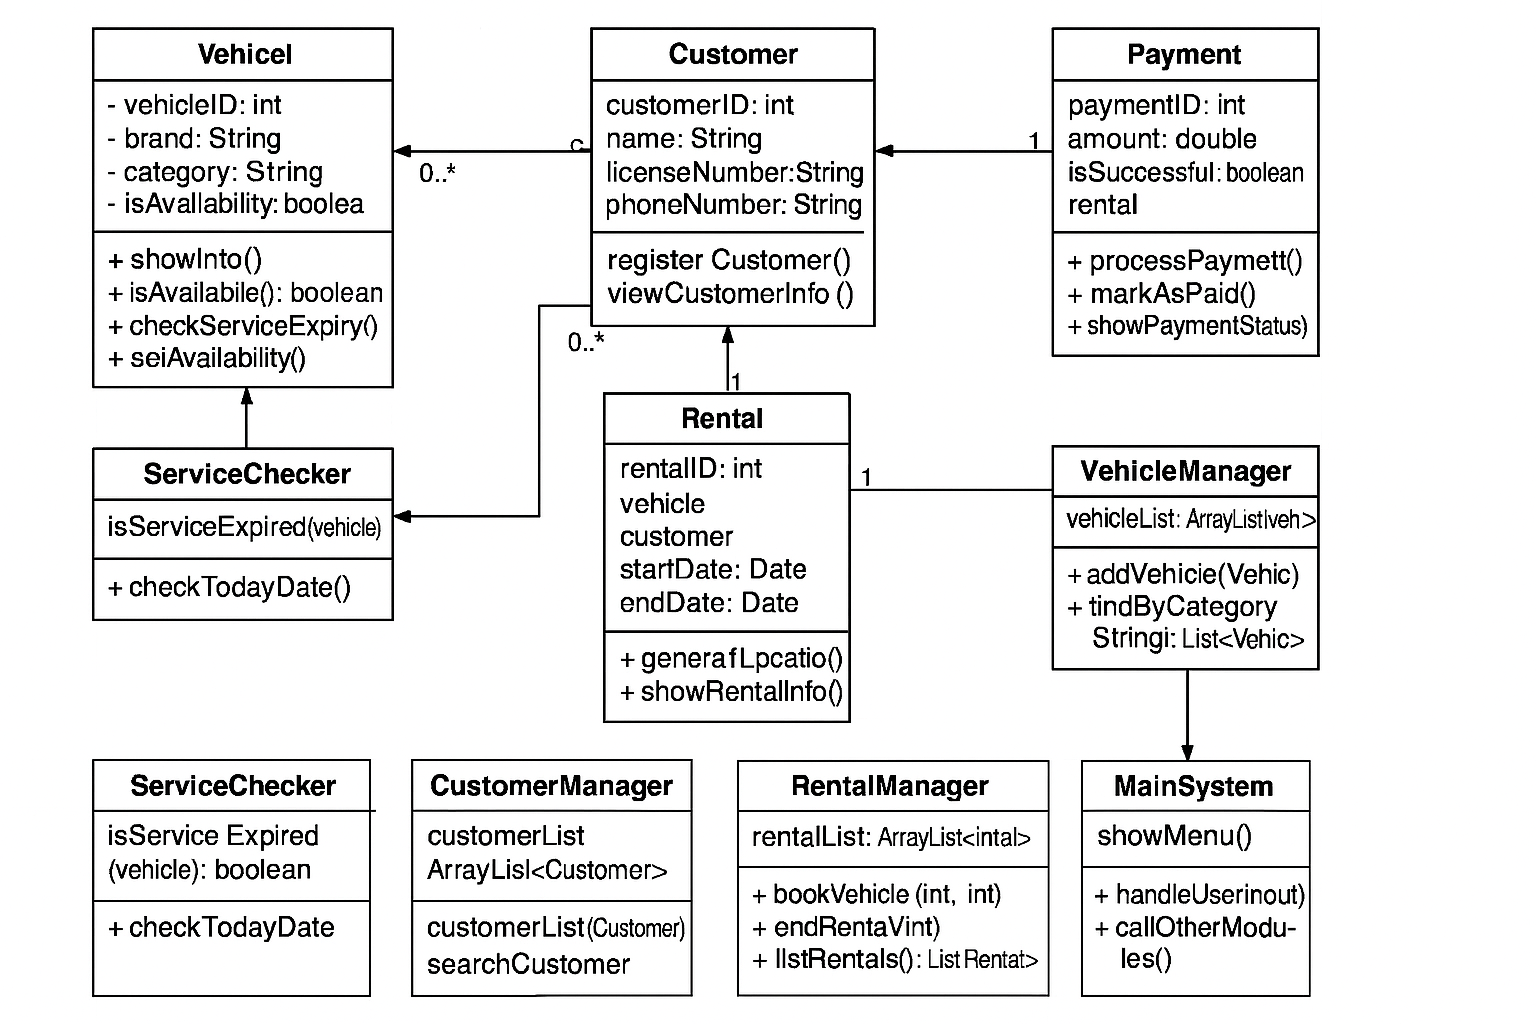 Vehicel
- vehicleID: int
- brand: String
- category: String
- isAvallability: boolea
+ showInto()
+ isAvailabile(): boolean
+ checkServiceExpiry()
+ seiAvailability()
Customer
customerID: int
name: String
licenseNumber:String
phoneNumber: String
register Customer()
viewCustomerInfo ()
Payment
paymentID: int
amount: double
isSuccessful: boolean
rental
+ processPaymett()
+ markAsPaid()
+ showPaymentStatus)
c
0..*
1
0..*
1
ServiceChecker
isServiceExpired(vehicle)
+ checkTodayDate()
Rental
rentalID: int
vehicle
customer
startDate: Date
endDate: Date
+ generafLpcatio()
+ showRentalInfo()
1
VehicleManager
vehicleList: ArrayList|veh>
+ addVehicie(Vehic)
+ tindByCategory
Stringi: List<Vehic>
ServiceChecker
isService Expired
(vehicle): boolean
+ checkTodayDate
CustomerManager
customerList
ArrayLisl<Customer>
customerList(Customer)
searchCustomer
RentalManager
rentalList: ArrayList<intal>
+ bookVehicle (int, int)
+ endRentaVint)
+ llstRentals(): List Rentat>
MainSystem
showMenu()
+ handleUserinout)
+ callOtherModu-
les()